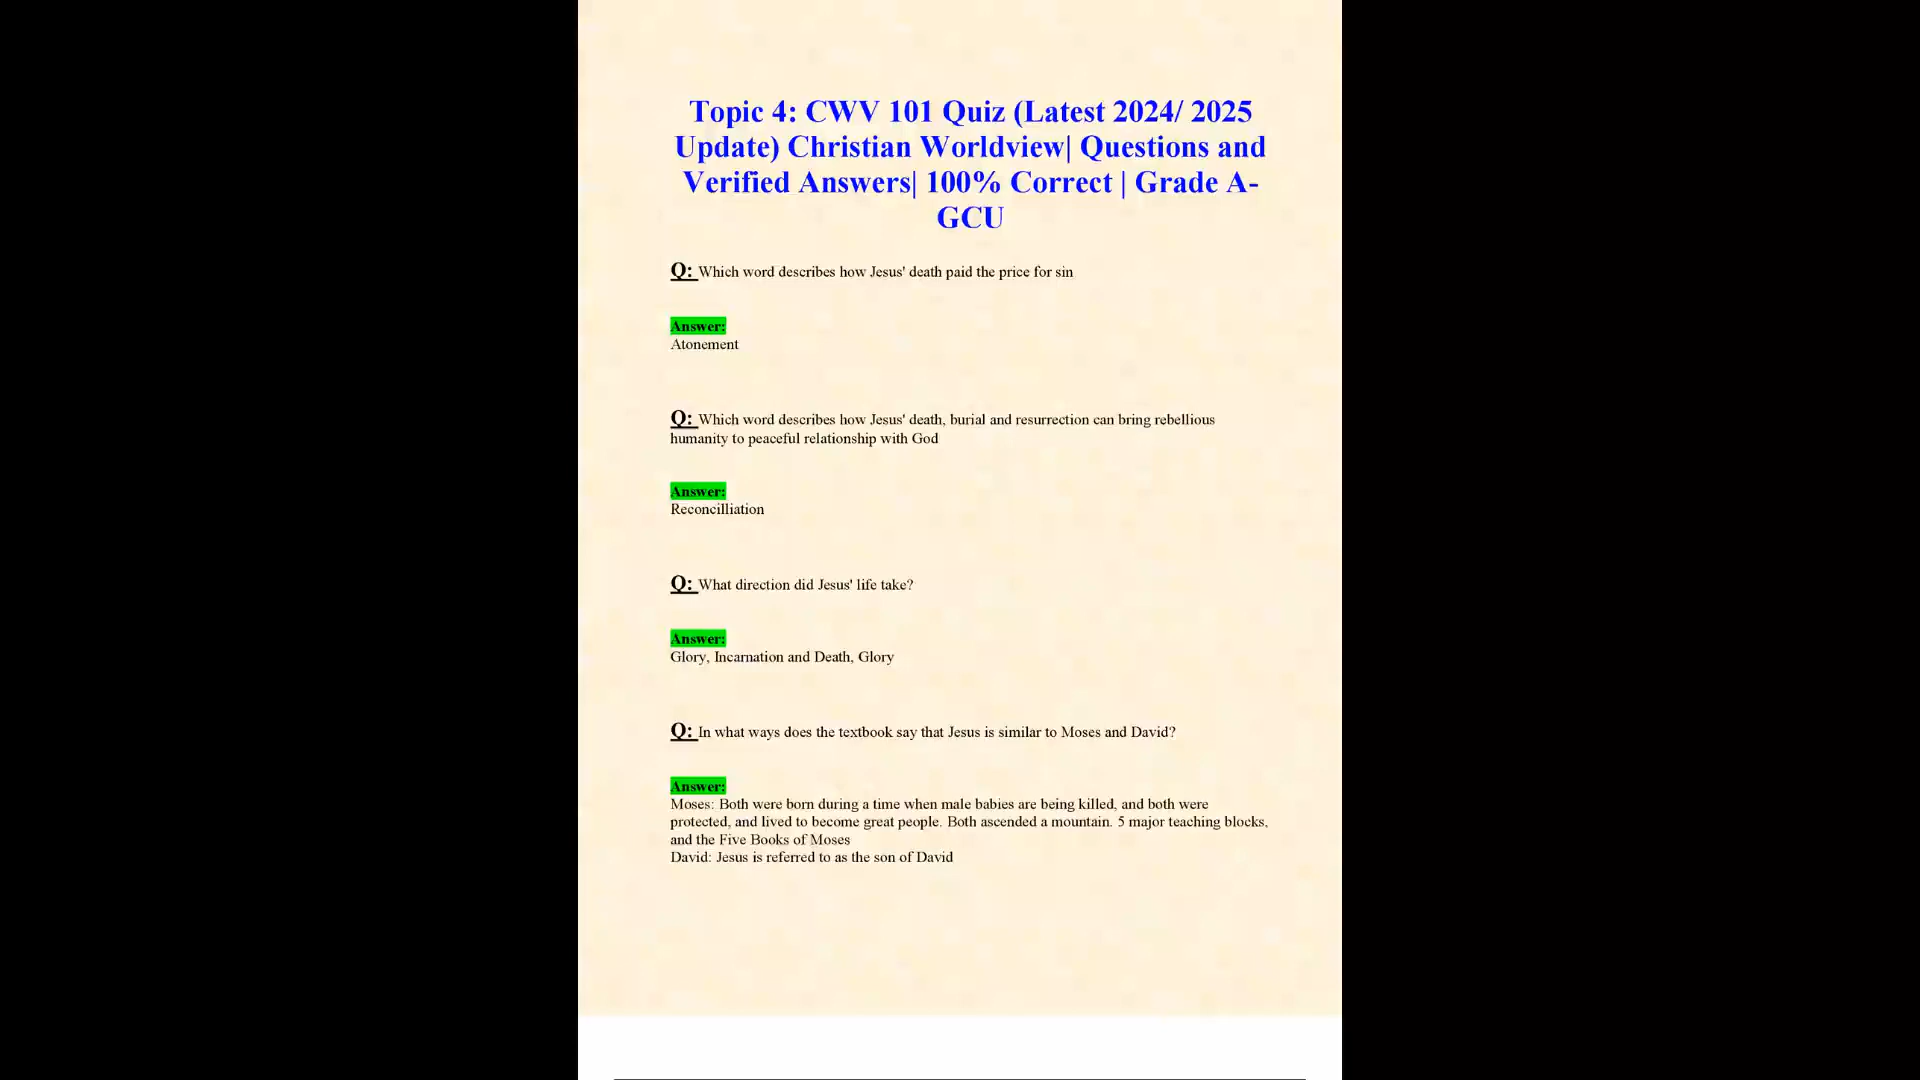 Topic 4: CWV 101 Quiz (Latest 2024/ 2025
Update) Christian Worldview| Questions and
Verified Answers| 100% Correct | Grade A-
GCU
Q: Which word describes how Jesus' death paid the price for sin
Answer:
Atonement
Q: Which word describes how Jesus' death, burial and resurrection can bring rebellious
humanity to peaceful relationship with God
Answer:
Reconcilliation
Q: What direction did Jesus' life take?
Answer:
Glory, Incarnation and Death, Glory
Q: In what ways does the textbook say that Jesus is similar to Moses and David?
Answer:
Moses: Both were born during a time when male babies are being killed, and both were
protected, and lived to become great people. Both ascended a mountain. 5 major teaching blocks,
and the Five Books of Moses
David: Jesus is referred to as the son of David